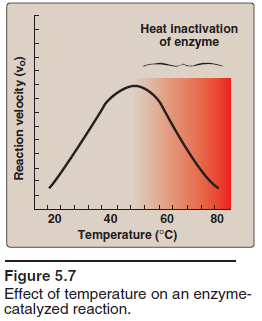 Heat inactivation
of enzyme
Reaction velocity (vo)
20 40 60 80
Temperature (°C)
Figure 5.7
Effect of temperature on an enzyme-
catalyzed reaction.